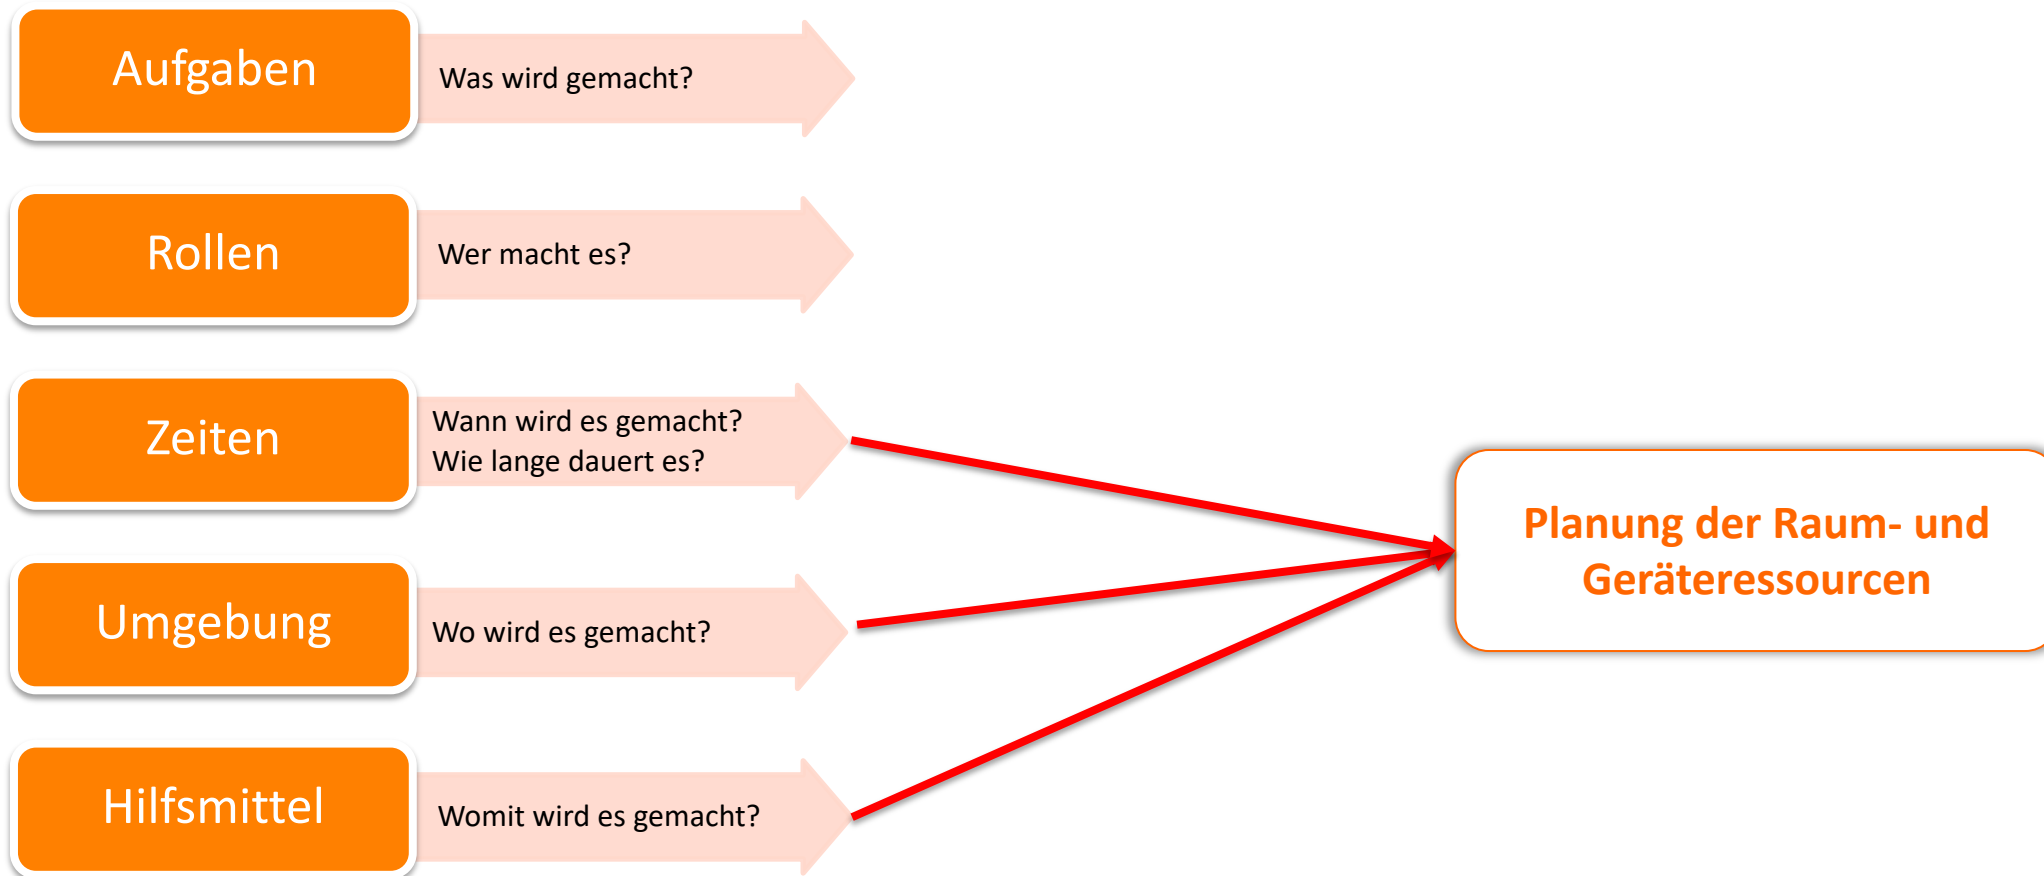 Aufgaben
Was wird gemacht?
Rollen
Wer macht es?
Zeiten
Wann wird es gemacht?
Wie lange dauert es?
Planung der Raum- und
Geräteressourcen
Umgebung
Wo wird es gemacht?
Hilfsmittel
Womit wird es gemacht?